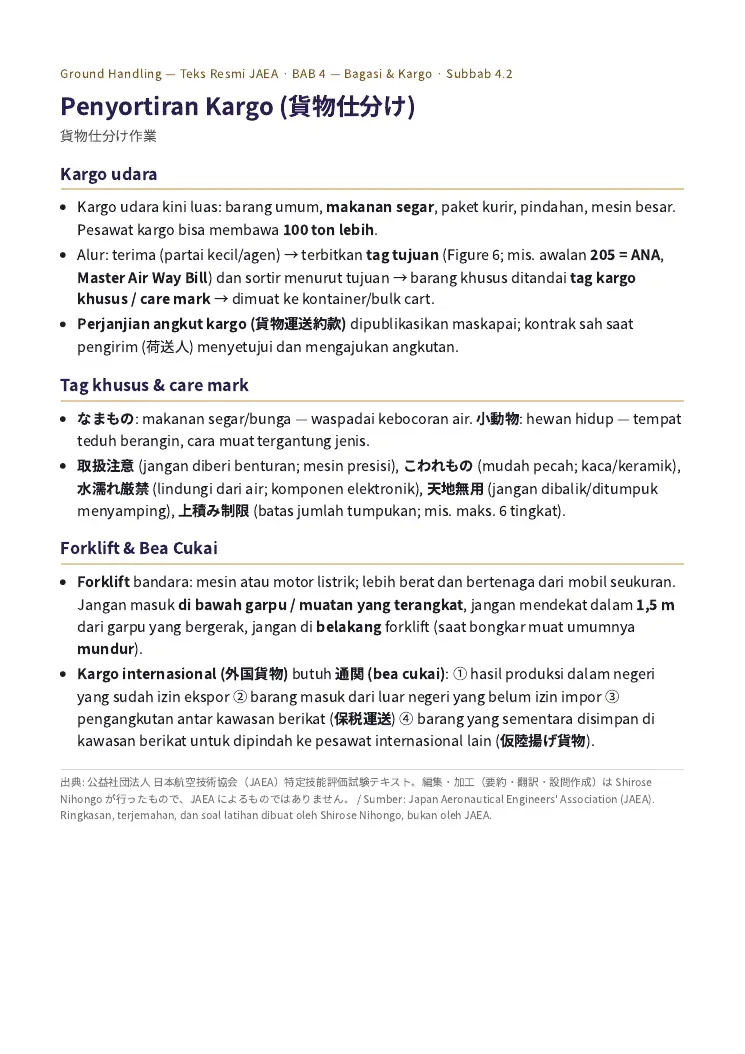 Ground Handling — Teks Resmi JAEA · BAB 4 — Bagasi & Kargo · Subbab 4.2
Penyortiran Kargo (貨物仕分け)
貨物仕分け作業
Kargo udara
• Kargo udara kini luas: barang umum, makanan segar, paket kurir, pindahan, mesin besar.
Pesawat kargo bisa membawa 100 ton lebih.
• Alur: terima (partai kecil/agen) → terbitkan tag tujuan (Figure 6; mis. awalan 205 = ANA,
Master Air Way Bill) dan sortir menurut tujuan → barang khusus ditandai tag kargo
khusus / care mark → dimuat ke kontainer/bulk cart.
• Perjanjian angkut kargo (貨物運送約款) dipublikasikan maskapai; kontrak sah saat
pengirim (荷送人) menyetujui dan mengajukan angkutan.
Tag khusus & care mark
• なまもの: makanan segar/bunga — waspadai kebocoran air. 小動物: hewan hidup — tempat
teduh berangin, cara muat tergantung jenis.
• 取扱注意 (jangan diberi benturan; mesin presisi), こわれもの (mudah pecah; kaca/keramik),
水濡れ厳禁 (lindungi dari air; komponen elektronik), 天地無用 (jangan dibalik/ditumpuk
menyamping), 上積み制限 (batas jumlah tumpukan; mis. maks. 6 tingkat).
Forklift & Bea Cukai
• Forklift bandara: mesin atau motor listrik; lebih berat dan bertenaga dari mobil seukuran.
Jangan masuk di bawah garpu / muatan yang terangkat, jangan mendekat dalam 1,5 m
dari garpu yang bergerak, jangan di belakang forklift (saat bongkar muat umumnya
mundur).
• Kargo internasional (外国貨物) butuh 通関 (bea cukai): ① hasil produksi dalam negeri
yang sudah izin ekspor ② barang masuk dari luar negeri yang belum izin impor ③
pengangkutan antar kawasan berikat (保税運送) ④ barang yang sementara disimpan di
kawasan berikat untuk dipindah ke pesawat internasional lain (仮陸揚げ貨物).
出典: 公益社団法人 日本航空技術協会（JAEA）特定技能評価試験テキスト。編集・加工（要約・翻訳・設問作成）は Shirose
Nihongo が行ったもので、JAEA によるものではありません。 / Sumber: Japan Aeronautical Engineers' Association (JAEA).
Ringkasan, terjemahan, dan soal latihan dibuat oleh Shirose Nihongo, bukan oleh JAEA.